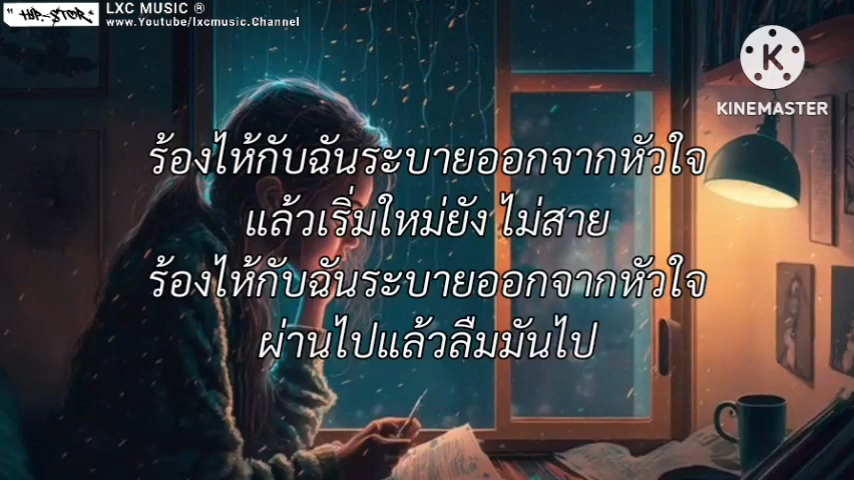 "HIP-STOR"
LXC MUSIC ®
www.Youtube/lxcmusic.Channel
KINEMASTER
ร้องไห้กับฉันระบายออกจากหัวใจ
แล้วเริ่มใหม่ยัง ไม่สาย
ร้องไห้กับฉันระบายออกจากหัวใจ
ผ่านไปแล้วลืมมันไป